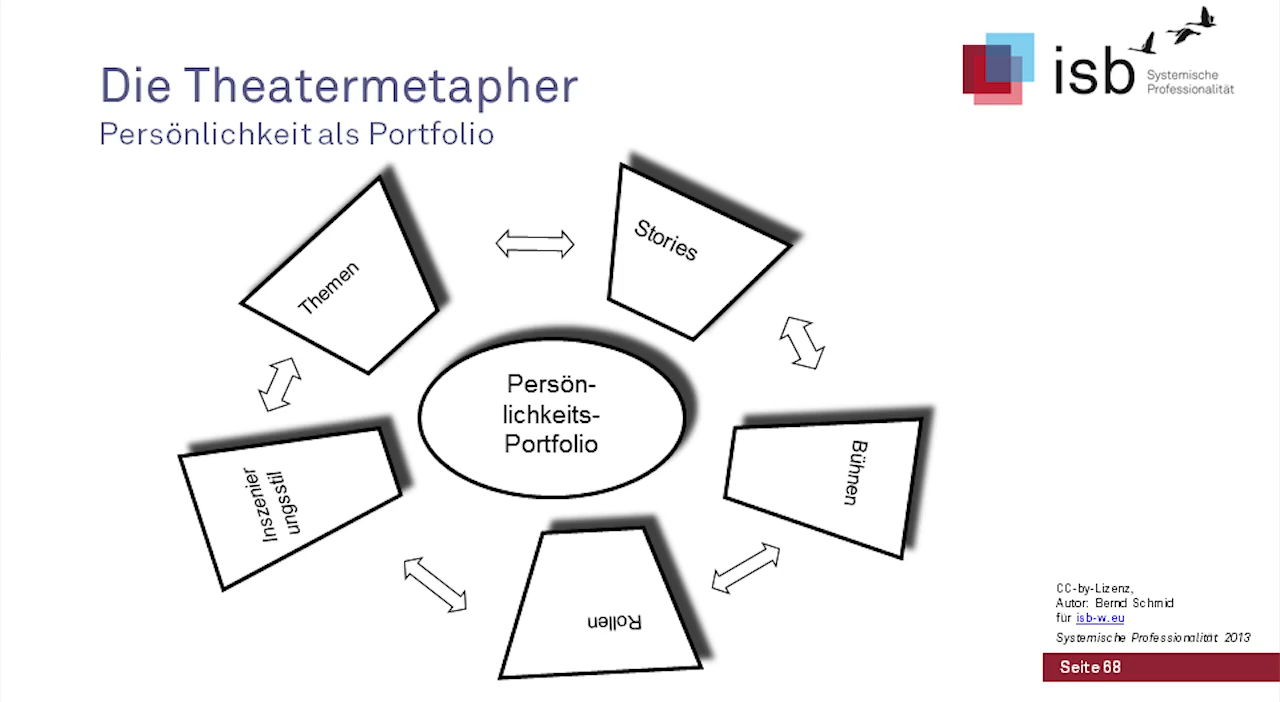 Die Theatermetapher
Persönlichkeit als Portfolio
isb
Systemische
Professionalität
Themen
Stories
Persön-
lichkeits-
Portfolio
Inszenier
ungsstil
Bühnen
Rollen
CC-by-Lizenz,
Autor: Bernd Schmid
für isb-w.eu
Systemische Professionalität 2013
Seite 68